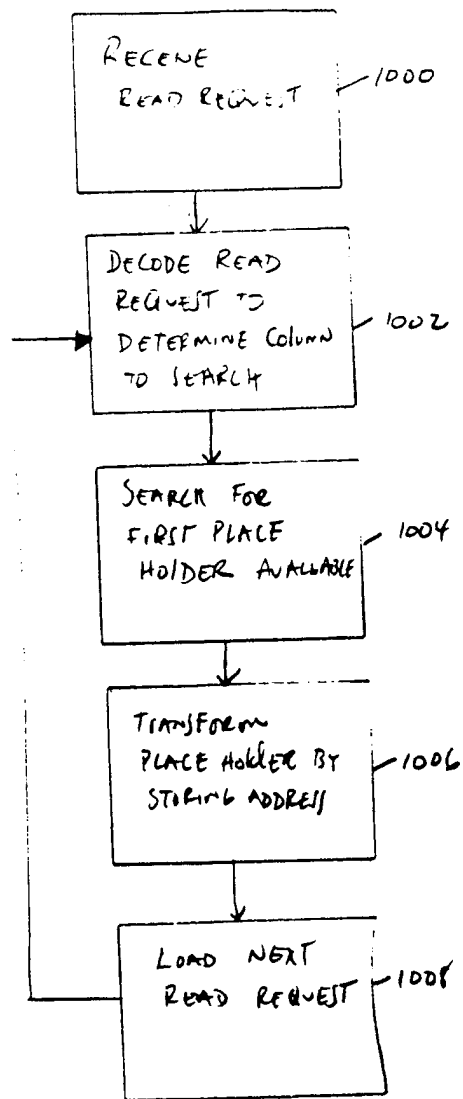 RECEIVE
READ REQUEST
1000
DECODE READ
REQUEST TO
DETERMINE COLUMN
TO SEARCH
1002
SEARCH FOR
FIRST PLACE
HOLDER AVAILABLE
1004
TRANSFORM
PLACE HOLDER BY
STORING ADDRESS
1006
LOAD NEXT
READ REQUEST
1008